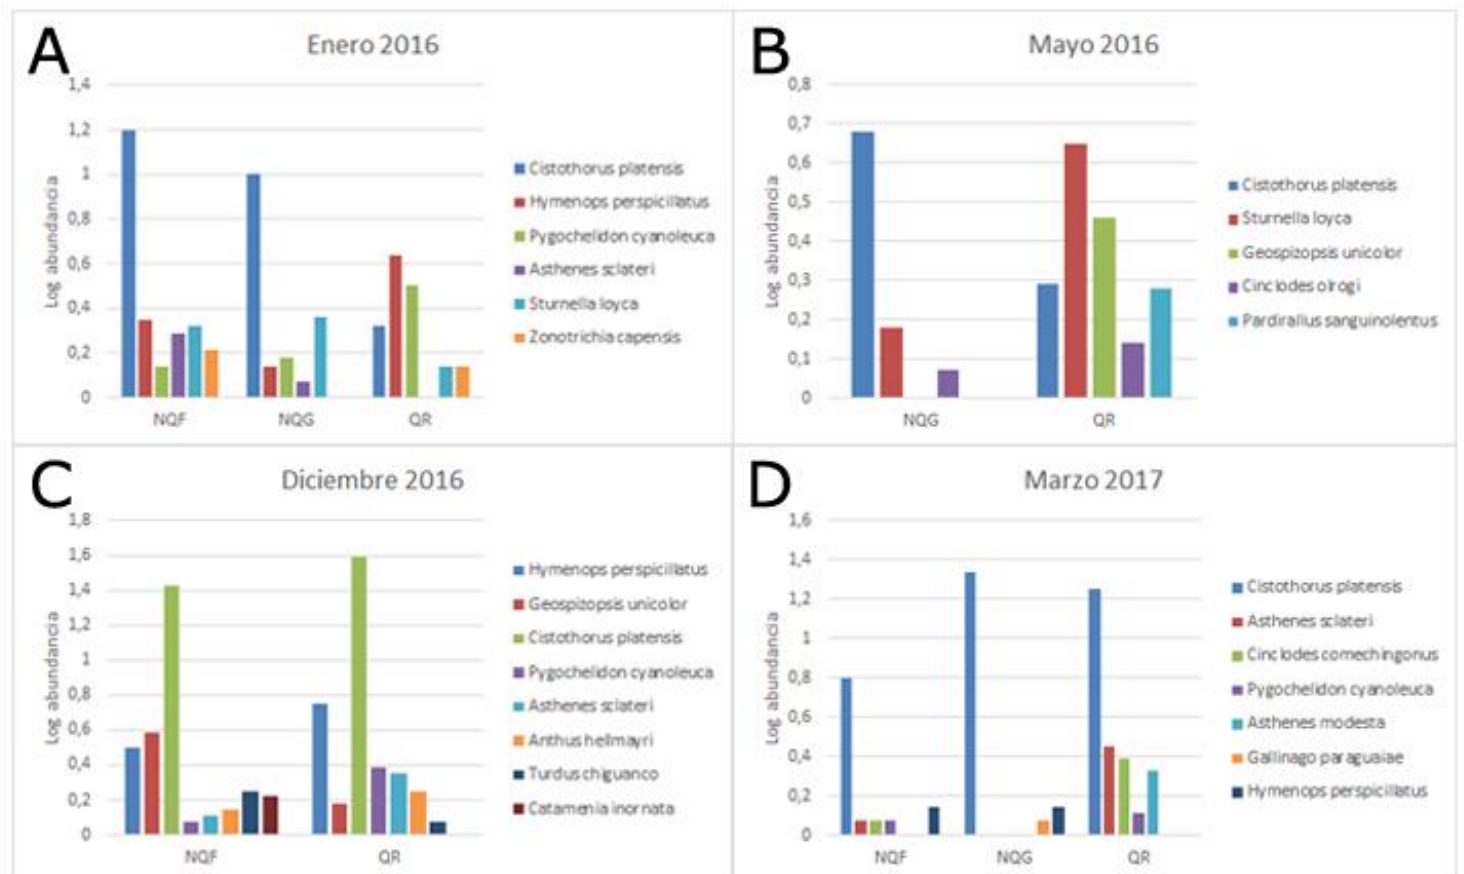 A
Enero 2016
1,4
1,2
1
0,8
0,6
0,4
0,2
0
Log abundancia
NQF
NQG
QR
Cistothorus platensis
Hymenops perspicillatus
Pygochelidon cyanoleuca
Asthenes sclateri
Sturnella loyca
Zonotrichia capensis
B
Mayo 2016
0,8
0,7
0,6
0,5
0,4
0,3
0,2
0,1
0
Log abundancia
NQG
QR
Cistothorus platensis
Sturnella loyca
Geospizopsis unicolor
Cinclodes olrogi
Pardirallus sanguinolentus
C
Diciembre 2016
1,8
1,6
1,4
1,2
1
0,8
0,6
0,4
0,2
0
Log abundancia
NQF
QR
Hymenops perspicillatus
Geospizopsis unicolor
Cistothorus platensis
Pygochelidon cyanoleuca
Asthenes sclateri
Anthus hellmayri
Turdus chiguanco
Catamenia inornata
D
Marzo 2017
1,6
1,4
1,2
1
0,8
0,6
0,4
0,2
0
Log abundancia
NQF
NQG
QR
Cistothorus platensis
Asthenes sclateri
Cinclodes comechingonus
Pygochelidon cyanoleuca
Asthenes modesta
Gallinago paraguaiae
Hymenops perspicillatus